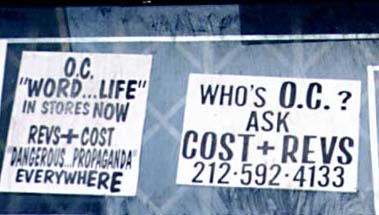 O.C.
"WORD...LIFE"
IN STORES NOW
REVS+COST
"DANGEROUS...PROPAGANDA"
EVERYWHERE
WHO'S O.C.?
ASK
COST+REVS
212·592·4133